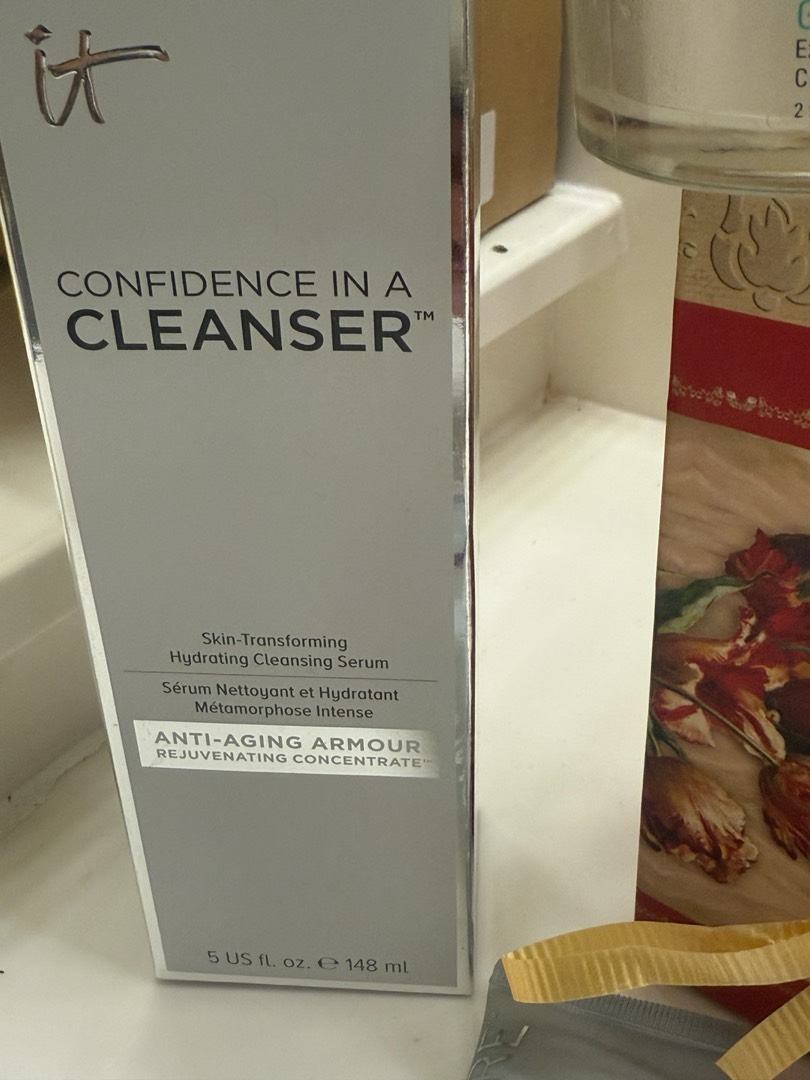 it
CONFIDENCE IN A
CLEANSER™
Skin-Transforming
Hydrating Cleansing Serum
Sérum Nettoyant et Hydratant
Métamorphose Intense
ANTI-AGING ARMOUR
REJUVENATING CONCENTRATE™
5 US fl. oz. ℮ 148 ml
2